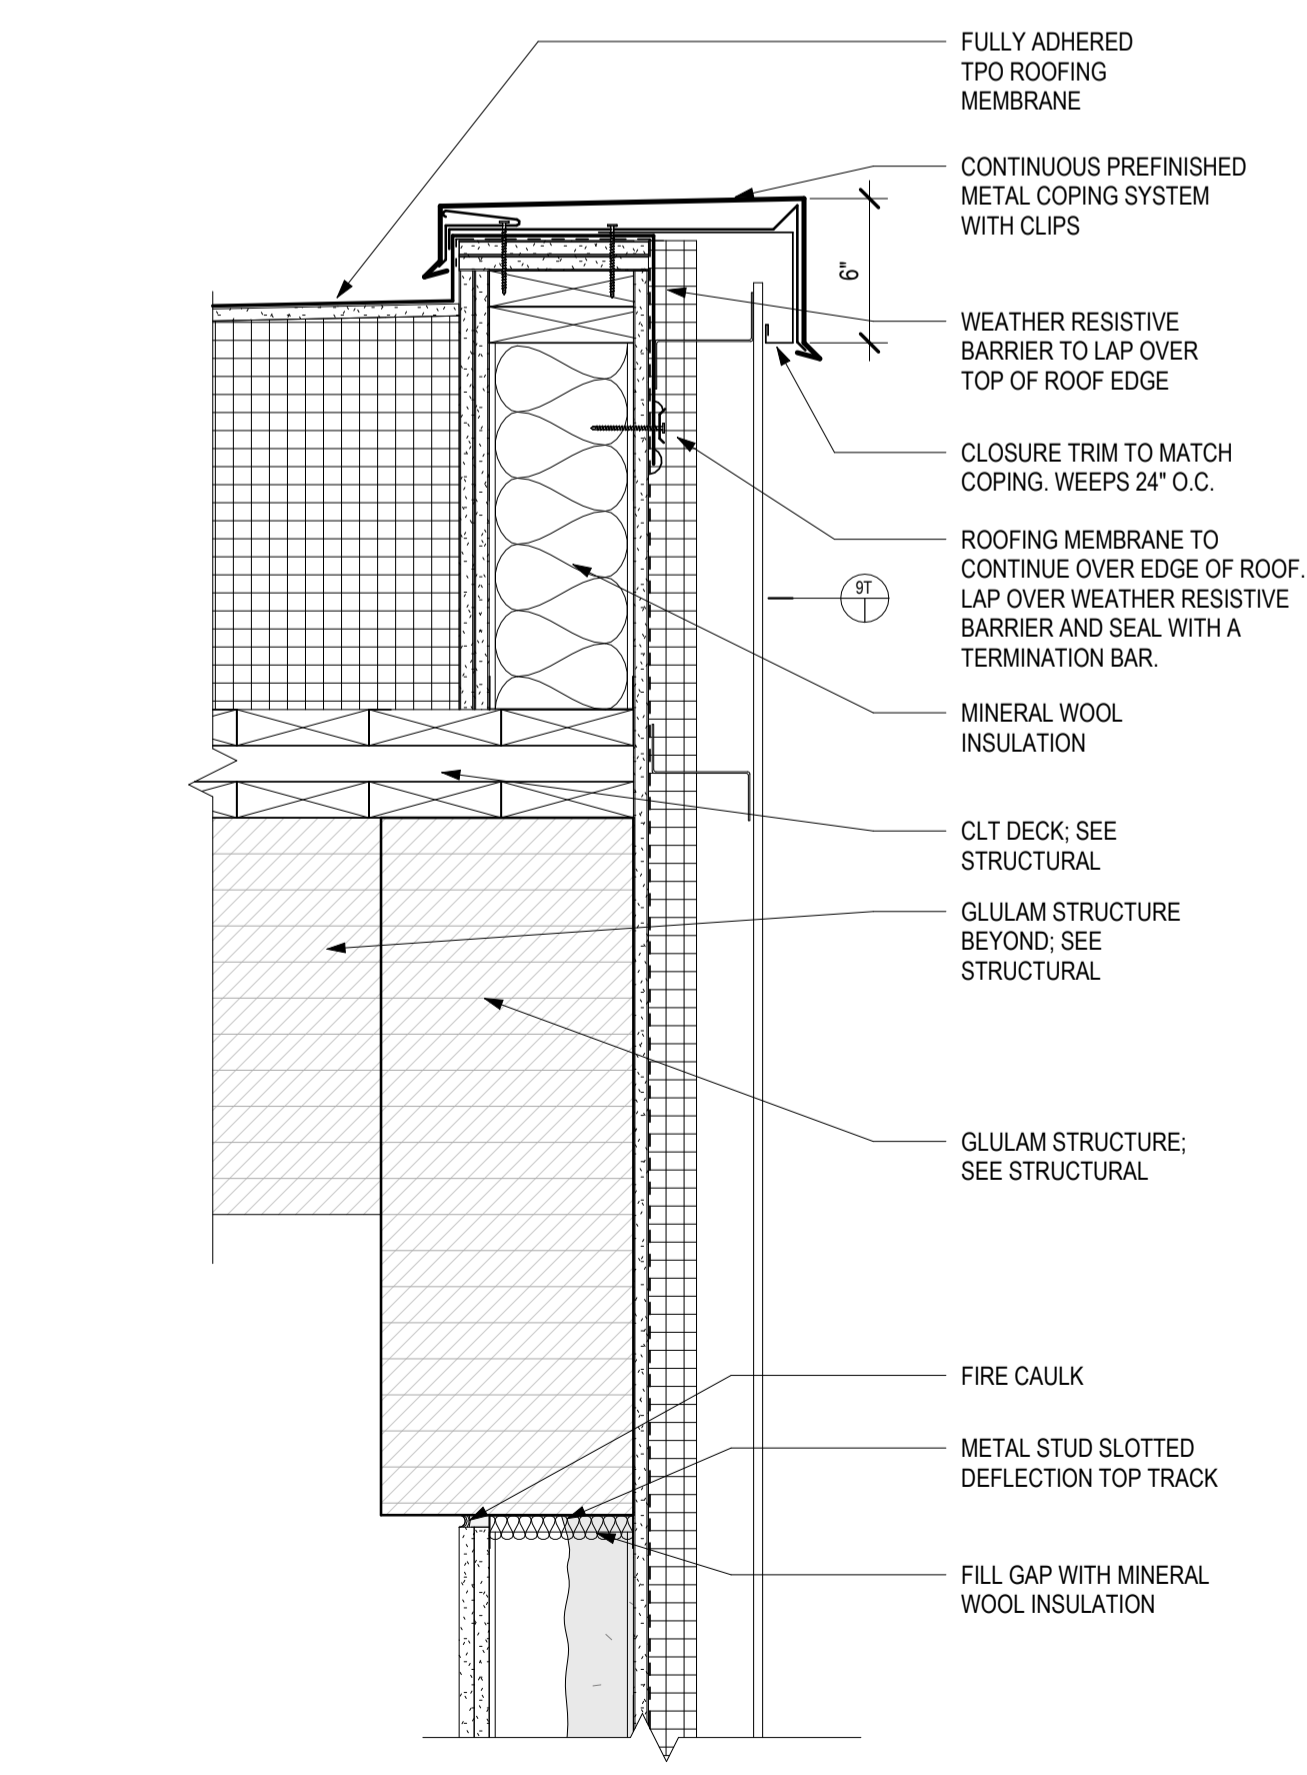 FULLY ADHERED
TPO ROOFING
MEMBRANE
CONTINUOUS PREFINISHED
METAL COPING SYSTEM
WITH CLIPS
6"
WEATHER RESISTIVE
BARRIER TO LAP OVER
TOP OF ROOF EDGE
CLOSURE TRIM TO MATCH
COPING. WEEPS 24" O.C.
ROOFING MEMBRANE TO
CONTINUE OVER EDGE OF ROOF.
LAP OVER WEATHER RESISTIVE
BARRIER AND SEAL WITH A
TERMINATION BAR.
9T
MINERAL WOOL
INSULATION
CLT DECK; SEE
STRUCTURAL
GLULAM STRUCTURE
BEYOND; SEE
STRUCTURAL
GLULAM STRUCTURE;
SEE STRUCTURAL
FIRE CAULK
METAL STUD SLOTTED
DEFLECTION TOP TRACK
FILL GAP WITH MINERAL
WOOL INSULATION